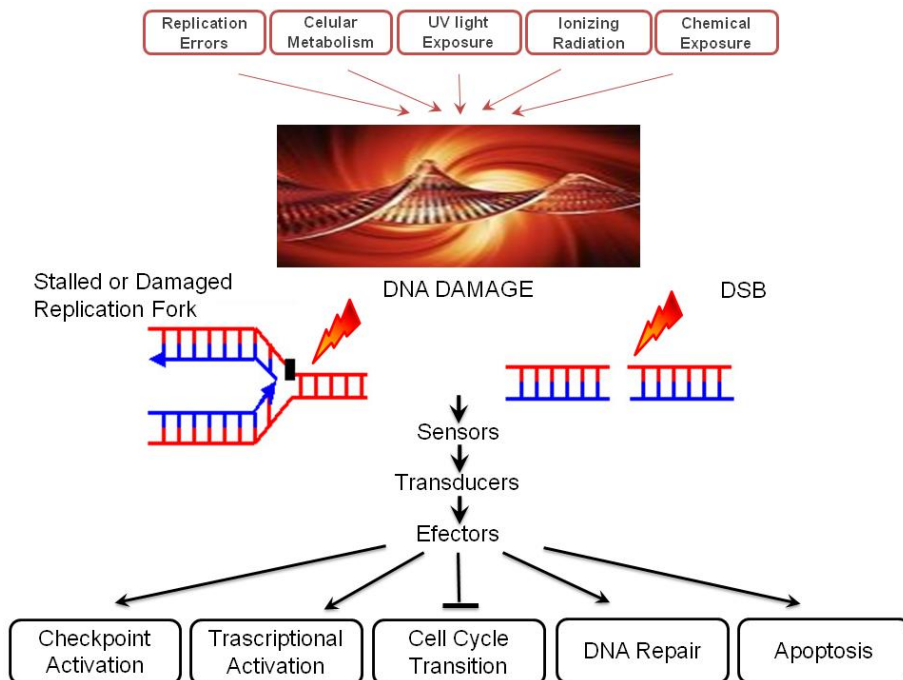 Replication
Errors
Celular
Metabolism
UV light
Exposure
Ionizing
Radiation
Chemical
Exposure
Stalled or Damaged
Replication Fork
DNA DAMAGE
DSB
Sensors
Transducers
Efectors
Checkpoint
Activation
Trascriptional
Activation
Cell Cycle
Transition
DNA Repair
Apoptosis